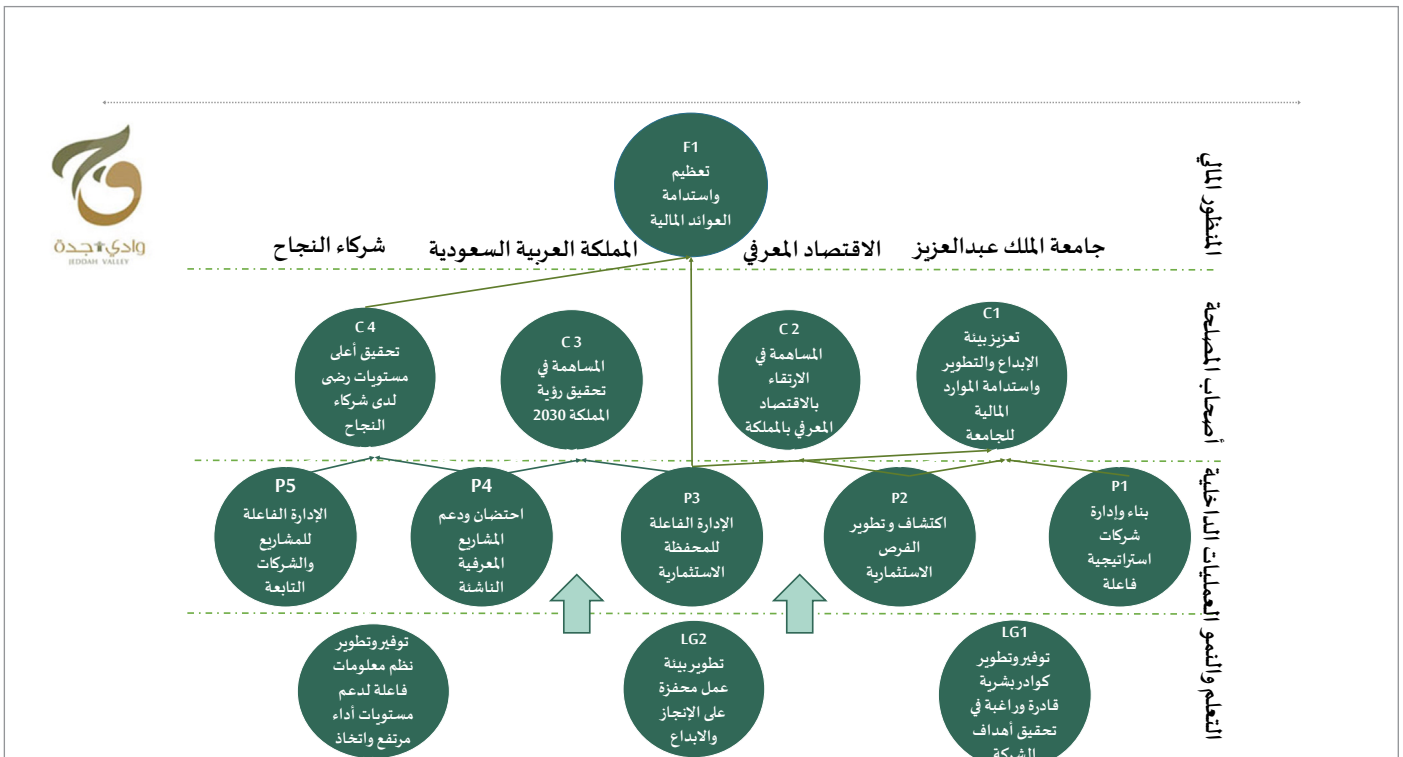 وادي جدة
JEDDAH VALLEY
المنظور المالي
F1
تعظيم
واستدامة
العوائد المالية
جامعة الملك عبدالعزيز
الاقتصاد المعرفي
المملكة العربية السعودية
شركاء النجاح
أصحاب المصلحة
C1
تعزيز بيئة
الإبداع والتطوير
واستدامة الموارد
المالية
للجامعة
C 2
المساهمة في
الارتقاء
بالاقتصاد
المعرفي بالمملكة
C 3
المساهمة في
تحقيق رؤية
المملكة 2030
C 4
تحقيق أعلى
مستويات رضى
لدى شركاء
النجاح
العمليات الداخلية
P1
بناء وإدارة
شركات
استراتيجية
فاعلة
P2
اكتشاف وتطوير
الفرص
الاستثمارية
P3
الإدارة الفاعلة
للمحفظة
الاستثمارية
P4
احتضان ودعم
المشاريع
المعرفية
الناشئة
P5
الإدارة الفاعلة
للمشاريع
والشركات
التابعة
التعلم والنمو
LG1
توفير وتطوير
كوادر بشرية
قادرة وراغبة في
تحقيق أهداف
الشركة
LG2
تطوير بيئة
عمل محفزة
على الإنجاز
والابداع
توفير وتطوير
نظم معلومات
فاعلة لدعم
مستويات أداء
مرتفع واتخاذ